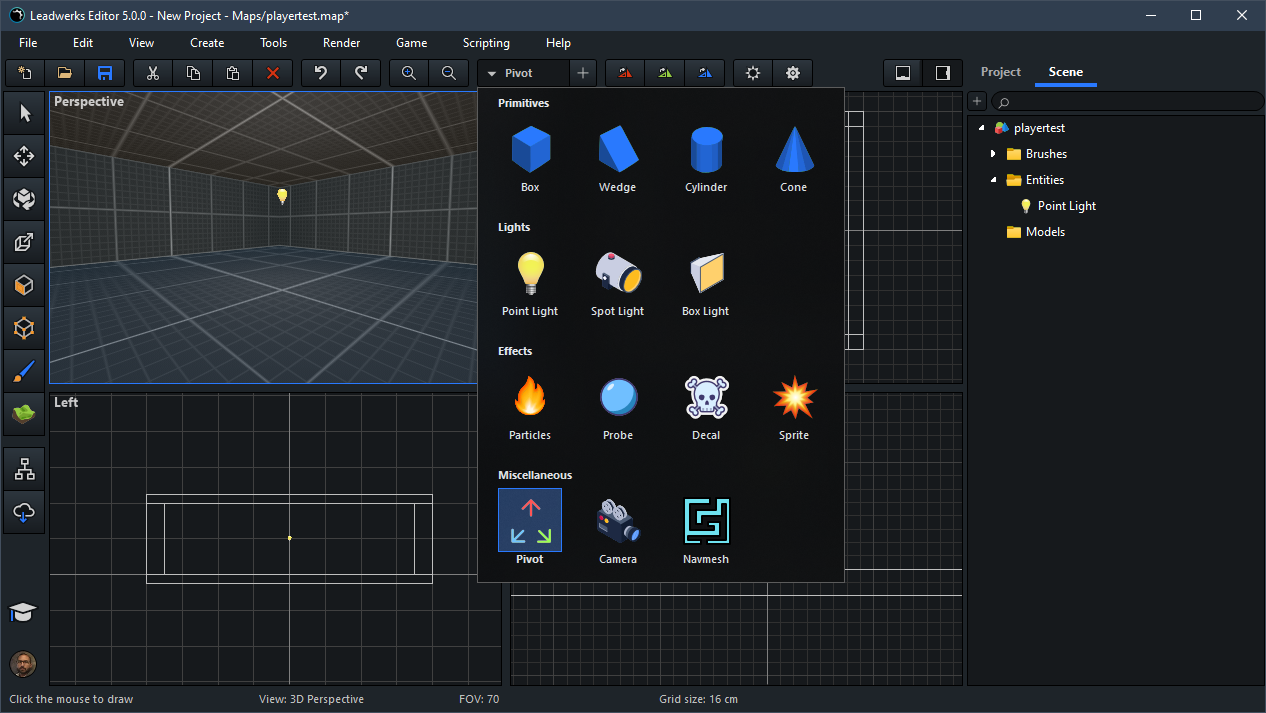 Leadwerks Editor 5.0.0 - New Project - Maps/playertest.map*
File Edit View Create Tools Render Game Scripting Help
Pivot
Project Scene
Perspective
Primitives
Box Wedge Cylinder Cone
Lights
Point Light Spot Light Box Light
Effects
Particles Probe Decal Sprite
Miscellaneous
Pivot Camera Navmesh
Left
playertest
Brushes
Entities
Point Light
Models
Click the mouse to draw View: 3D Perspective FOV: 70 Grid size: 16 cm